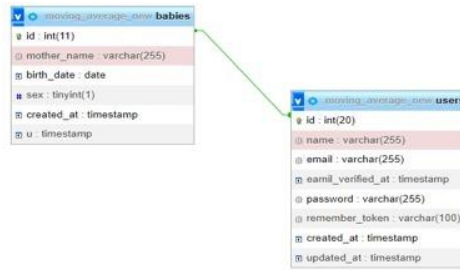 moving_average_new babies
id : int(11)
mother_name : varchar(255)
birth_date : date
sex : tinyint(1)
created_at : timestamp
u : timestamp
moving_average_new users
id : int(20)
name : varchar(255)
email : varchar(255)
eamil_verified_at : timestamp
password : varchar(255)
remember_token : varchar(100)
created_at : timestamp
updated_at : timestamp